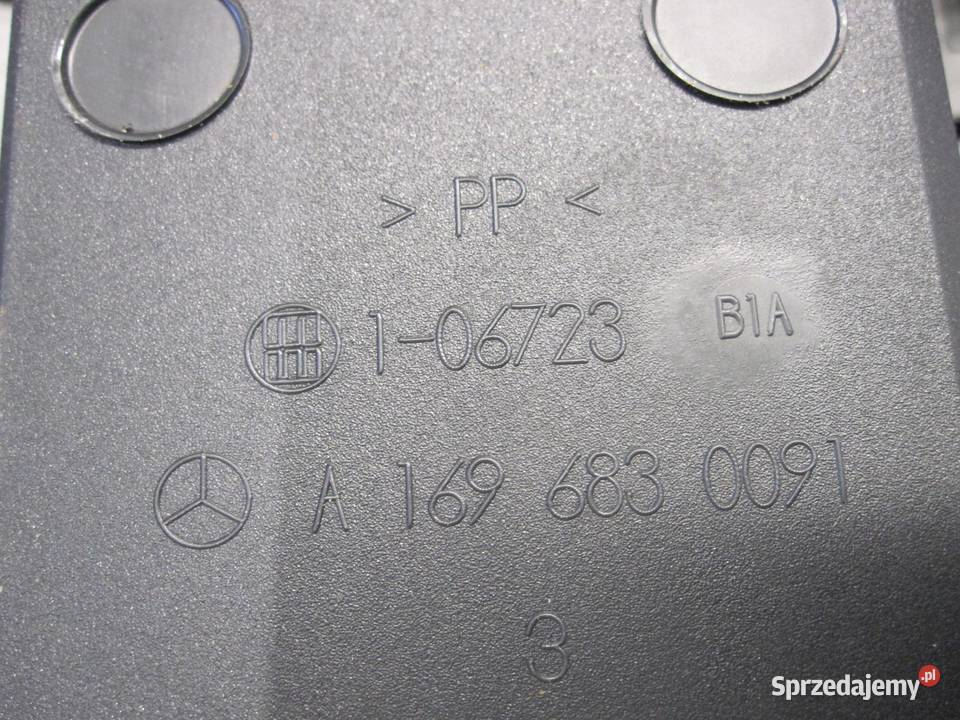 > PP <
1-06723 B1A
A 169 683 0091
3
Sprzedajemy.pl